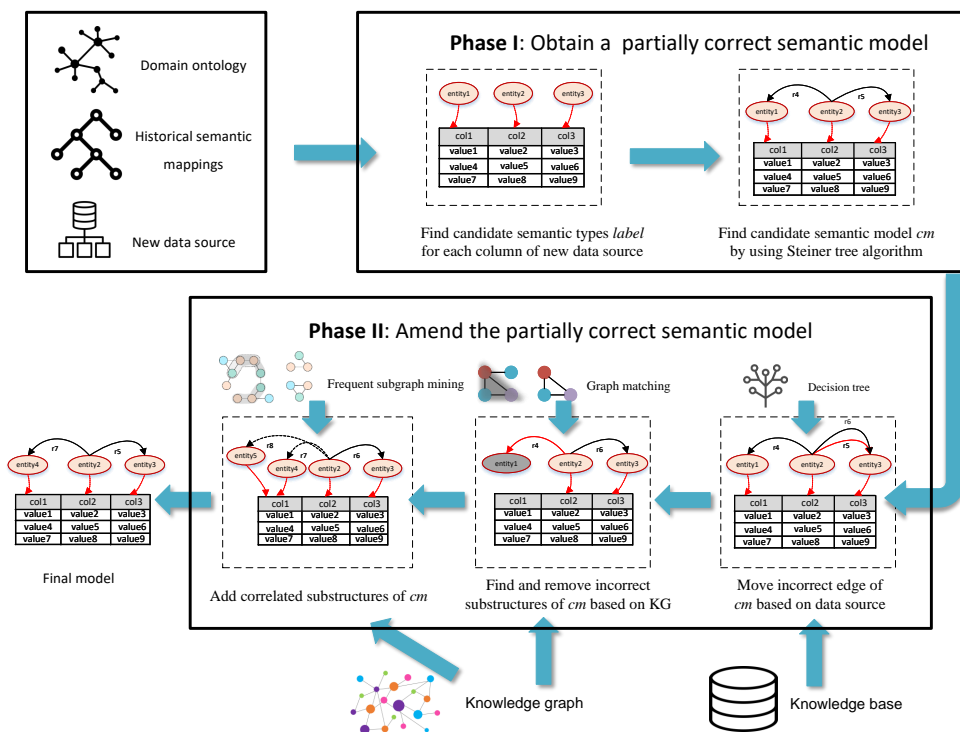 Domain ontology
Historical semantic
mappings
New data source
Phase I: Obtain a partially correct semantic model
entity1 entity2 entity3
col1 col2 col3
value1 value2 value3
value4 value5 value6
value7 value8 value9
Find candidate semantic types label
for each column of new data source
r4 r5
entity1 entity2 entity3
col1 col2 col3
value1 value2 value3
value4 value5 value6
value7 value8 value9
Find candidate semantic model cm
by using Steiner tree algorithm
Phase II: Amend the partially correct semantic model
Decision tree
r6
r4 r5
entity1 entity2 entity3
col1 col2 col3
value1 value2 value3
value4 value5 value6
value7 value8 value9
Move incorrect edge of
cm based on data source
Graph matching
r4 r6
entity1 entity2 entity3
col1 col2 col3
value1 value2 value3
value4 value5 value6
value7 value8 value9
Find and remove incorrect
substructures of cm based on KG
Frequent subgraph mining
r8 r7 r6
entity5 entity4 entity2 entity3
col1 col2 col3
value1 value2 value3
value4 value5 value6
value7 value8 value9
Add correlated substructures of cm
r7 r5
entity4 entity2 entity3
col1 col2 col3
value1 value2 value3
value4 value5 value6
value7 value8 value9
Final model
Knowledge graph
Knowledge base